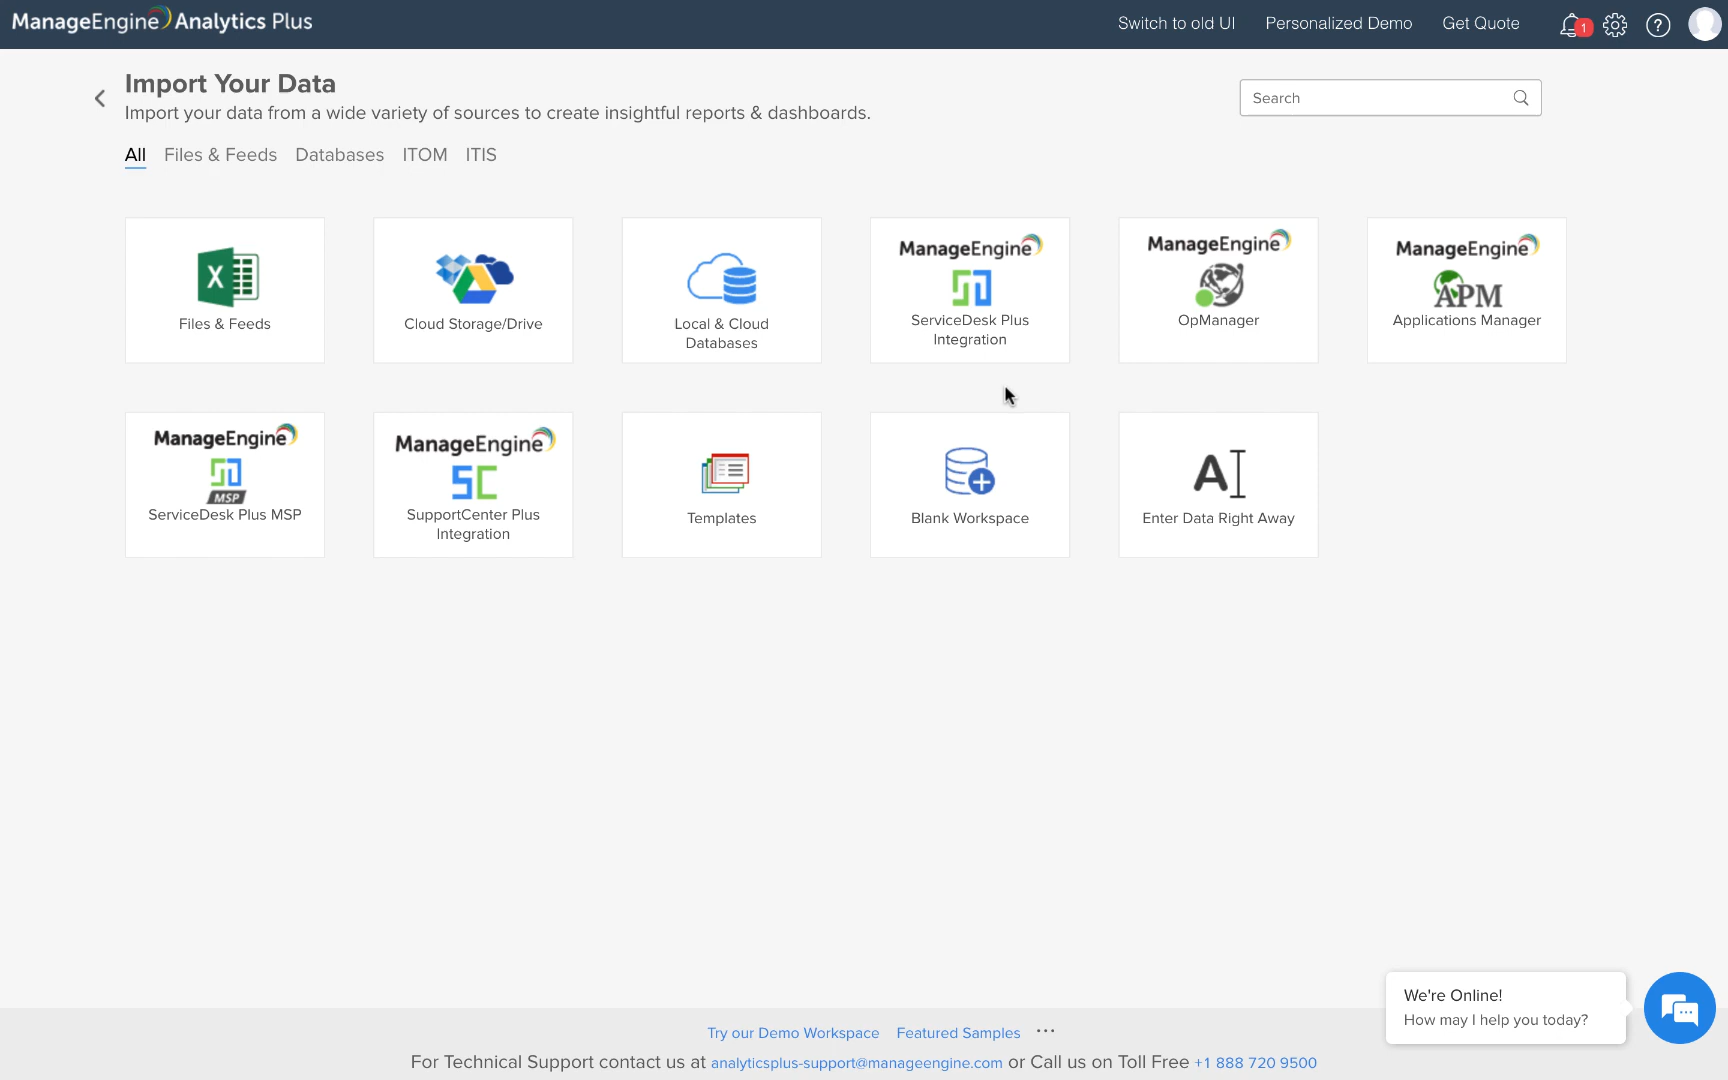 ManageEngine Analytics Plus
Switch to old UI
Personalized Demo
Get Quote
1
?
Import Your Data
Import your data from a wide variety of sources to create insightful reports & dashboards.
Search
All
Files & Feeds
Databases
ITOM
ITIS
X
Files & Feeds
Cloud Storage/Drive
Local & Cloud
Databases
ManageEngine
ServiceDesk Plus
Integration
ManageEngine
OpManager
ManageEngine
APM
Applications Manager
ManageEngine
MSP
ServiceDesk Plus MSP
ManageEngine
SC
SupportCenter Plus
Integration
Templates
Blank Workspace
A
Enter Data Right Away
We're Online!
How may I help you today?
Try our Demo Workspace
Featured Samples
...
For Technical Support contact us at analyticsplus-support@manageengine.com or Call us on Toll Free +1 888 720 9500